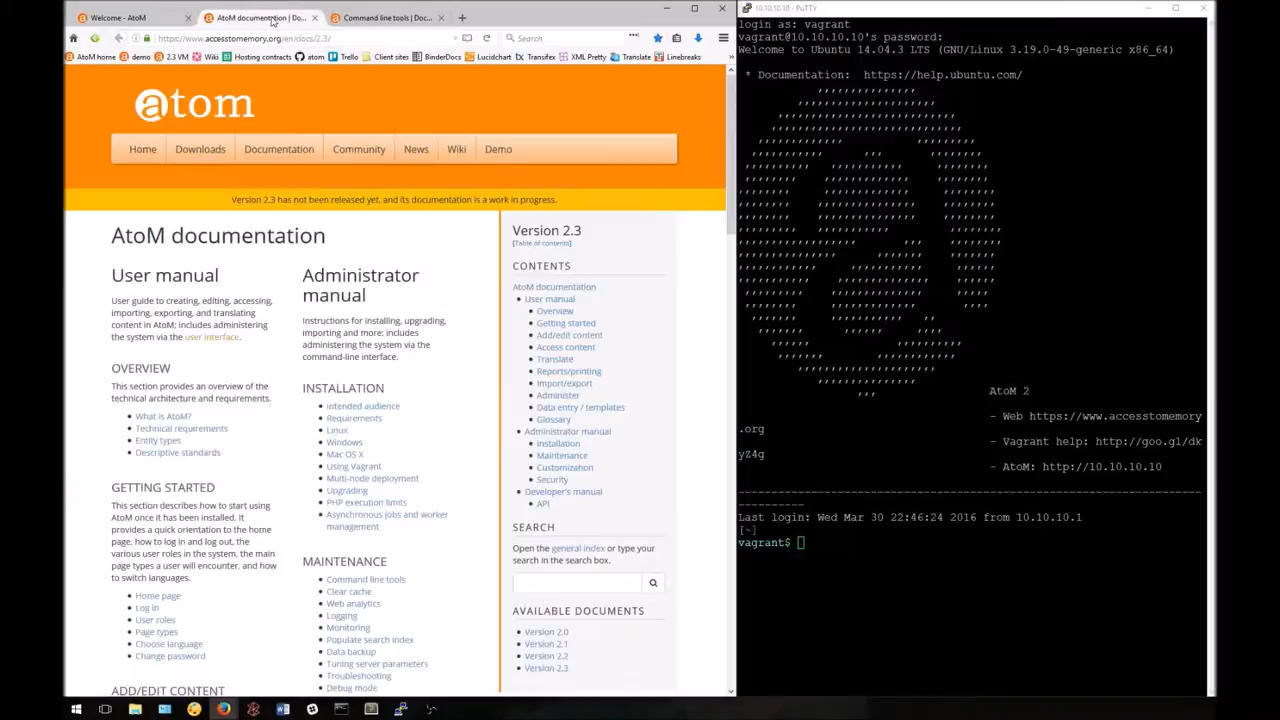 Welcome - AtoM
AtoM documentation | Do...
Command line tools | Doc...
https://www.accesstomemory.org/en/docs/2.3/
Search
AtoM home
demo
2.3 VM
Wiki
Hosting contracts
atom
Trello
Client sites
BinderDocs
Lucidchart
Transifex
XML Pretty
Translate
Linebreaks
atom
Home
Downloads
Documentation
Community
News
Wiki
Demo
Version 2.3 has not been released yet, and its documentation is a work in progress.
AtoM documentation
User manual
User guide to creating, editing, accessing,
importing, exporting, and translating
content in AtoM; includes administering
the system via the user interface.
OVERVIEW
This section provides an overview of the
technical architecture and requirements.
What is AtoM?
Technical requirements
Entity types
Descriptive standards
GETTING STARTED
This section describes how to start using
AtoM once it has been installed. It
provides a quick orientation to the home
page, how to log in and log out, the
various user roles in the system, the main
page types a user will encounter, and how
to switch languages.
Home page
Log in
User roles
Page types
Choose language
Change password
ADD/EDIT CONTENT
Administrator
manual
Instructions for installing, upgrading,
importing and more; includes
administering the system via the
command-line interface.
INSTALLATION
Intended audience
Requirements
Linux
Windows
Mac OS X
Using Vagrant
Multi-node deployment
Upgrading
PHP execution limits
Asynchronous jobs and worker
management
MAINTENANCE
Command line tools
Clear cache
Web analytics
Logging
Monitoring
Populate search index
Data backup
Tuning server parameters
Troubleshooting
Debug mode
Version 2.3
[Table of contents]
CONTENTS
AtoM documentation
User manual
Overview
Getting started
Add/edit content
Access content
Translate
Reports/printing
Import/export
Administer
Data entry / templates
Glossary
Administrator manual
Installation
Maintenance
Customization
Security
Developer's manual
API
SEARCH
Open the general index or type your
search in the search box.
AVAILABLE DOCUMENTS
Version 2.0
Version 2.1
Version 2.2
Version 2.3
10.10.10.10 - PuTTY
login as: vagrant
vagrant@10.10.10.10's password:
Welcome to Ubuntu 14.04.3 LTS (GNU/Linux 3.19.0-49-generic x86_64)
* Documentation:  https://help.ubuntu.com/
AtoM 2
- Web https://www.accesstomemory
.org
- Vagrant help: http://goo.gl/dk
yZ4g
- AtoM: http://10.10.10.10
Last login: Wed Mar 30 22:46:24 2016 from 10.10.10.1
[~]
vagrant$